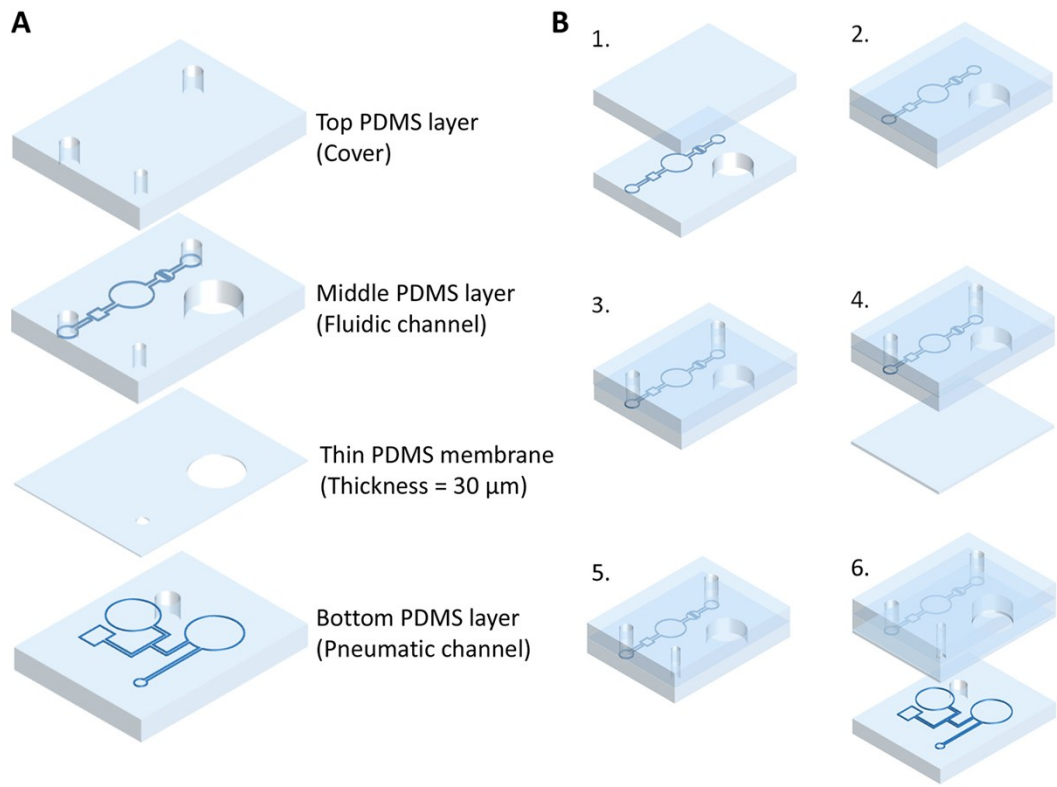 A
Top PDMS layer
(Cover)
Middle PDMS layer
(Fluidic channel)
Thin PDMS membrane
(Thickness = 30 μm)
Bottom PDMS layer
(Pneumatic channel)
B
1.
2.
3.
4.
5.
6.